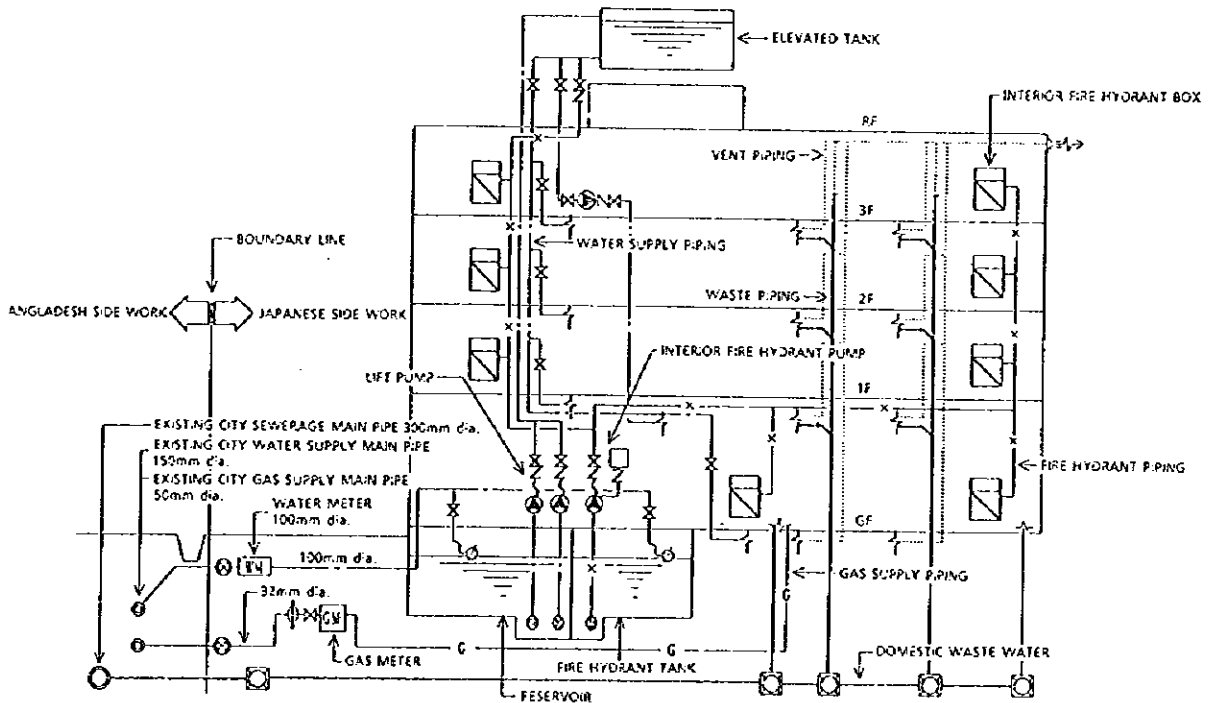 ELEVATED TANK
INTERIOR FIRE HYDRANT BOX
RF
VENT PIPING
3F
BOUNDARY LINE
WATER SUPPLY PIPING
WASTE PIPING
2F
ANGLADESH SIDE WORK
JAPANESE SIDE WORK
INTERIOR FIRE HYDRANT PUMP
LIFT PUMP
1F
EXISTING CITY SEWERAGE MAIN PIPE 300mm dia.
EXISTING CITY WATER SUPPLY MAIN PIPE
150mm dia.
EXISTING CITY GAS SUPPLY MAIN PIPE
50mm dia.
FIRE HYDRANT PIPING
WATER METER
100mm dia.
GF
100mm dia.
GAS SUPPLY PIPING
32mm dia.
G
GM
G
G
GAS METER
FIRE HYDRANT TANK
DOMESTIC WASTE WATER
RESERVOIR